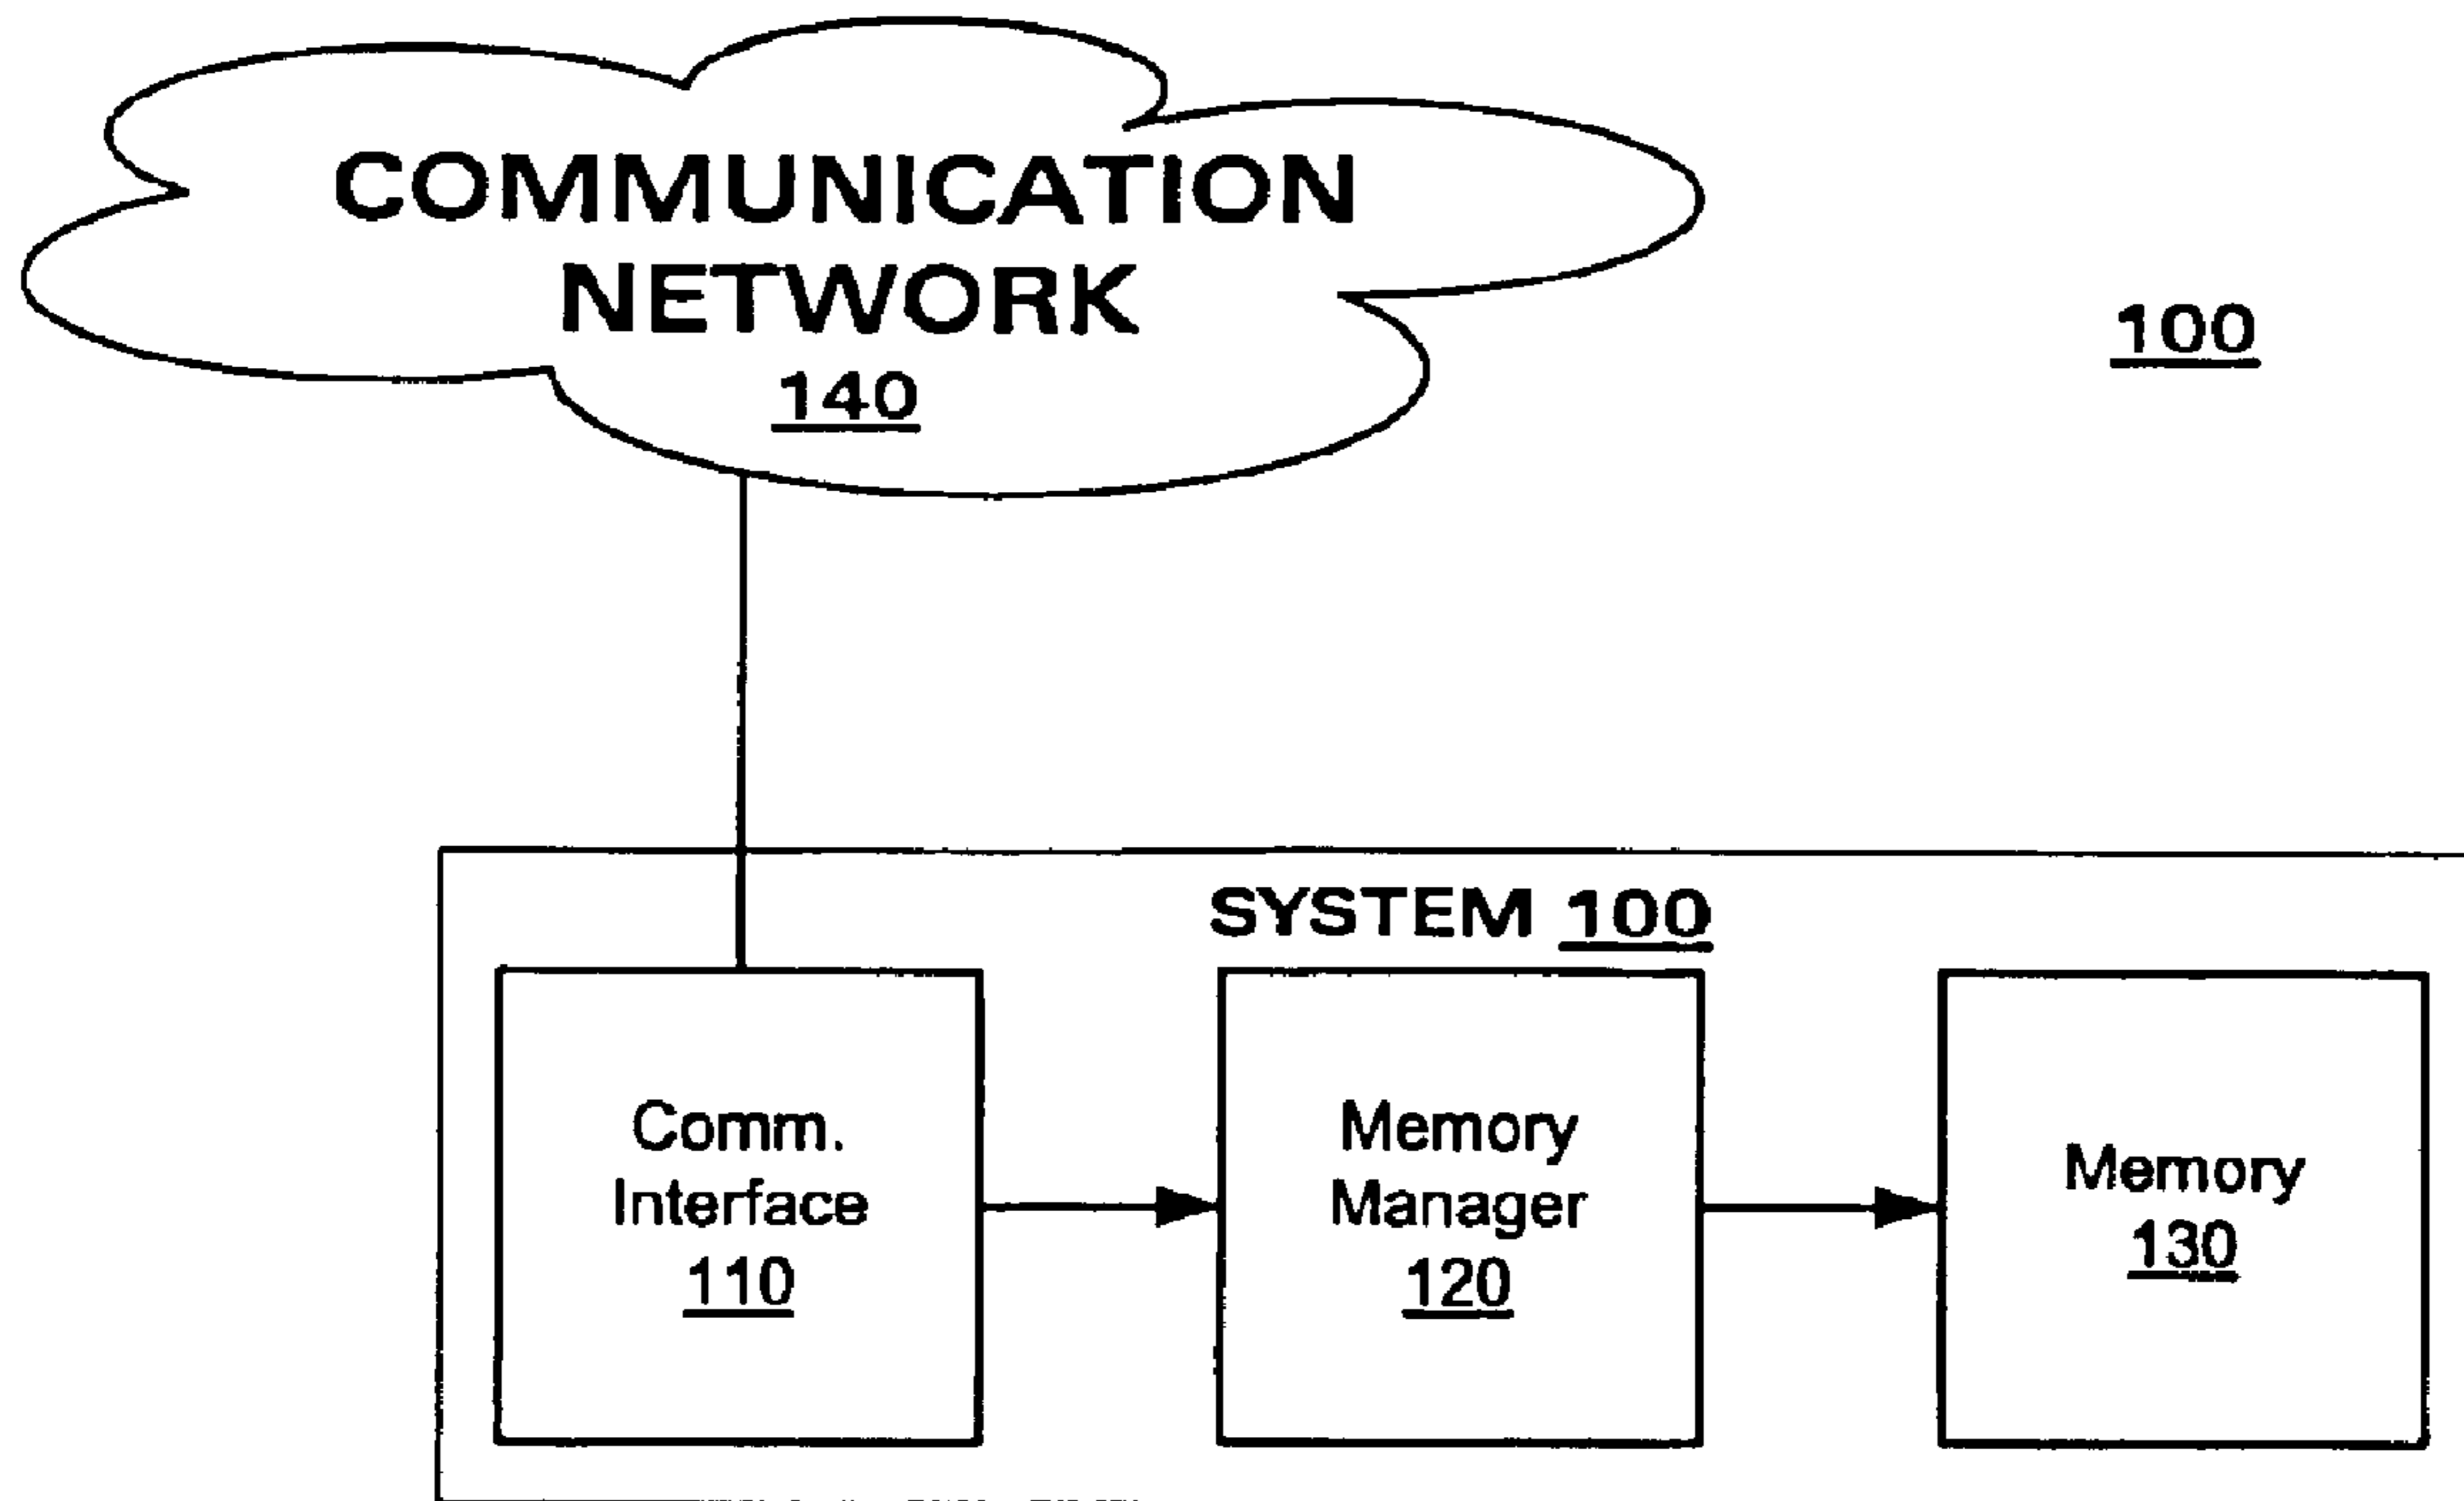 COMMUNICATION
NETWORK
140
100
SYSTEM 100
Comm.
Interface
110
Memory
Manager
120
Memory
130